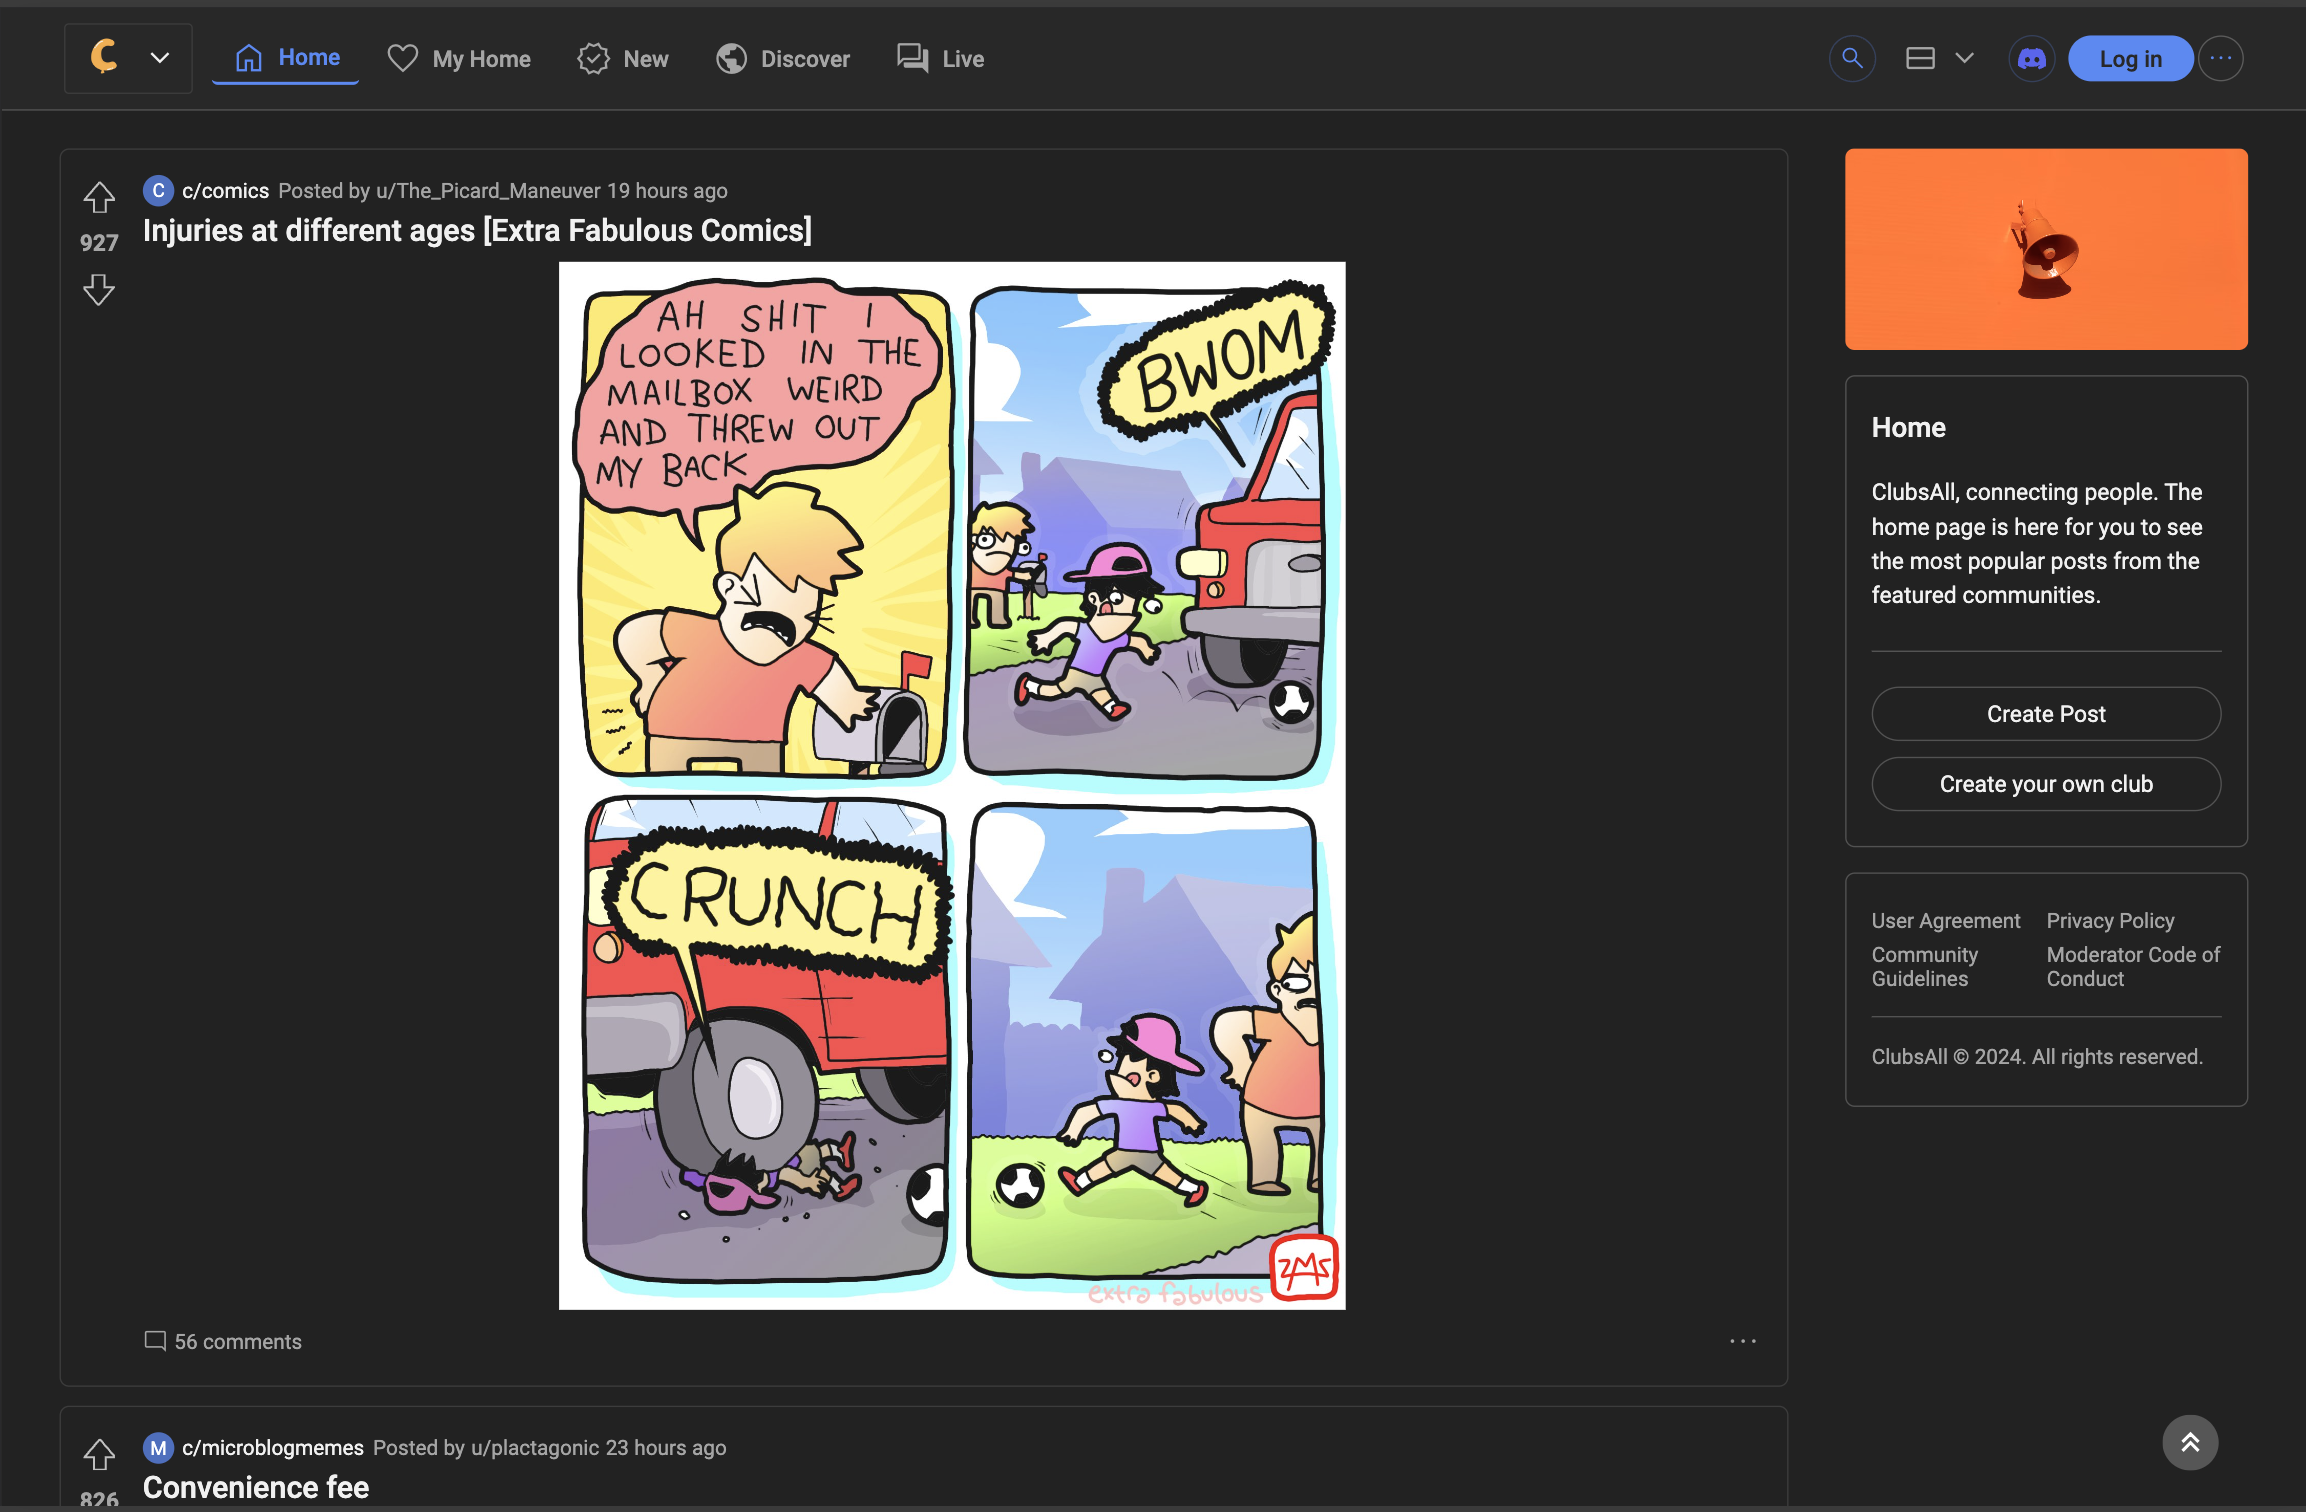 Home
My Home
New
Discover
Live
Log in
C c/comics Posted by u/The_Picard_Maneuver 19 hours ago
927
Injuries at different ages [Extra Fabulous Comics]
AH SHIT I
LOOKED IN THE
MAILBOX WEIRD
AND THREW OUT
MY BACK
BWOM
CRUNCH
extra fabulous
ZMS
56 comments
M c/microblogmemes Posted by u/plactagonic 23 hours ago
826
Convenience fee
Home
ClubsAll, connecting people. The
home page is here for you to see
the most popular posts from the
featured communities.
Create Post
Create your own club
User Agreement
Privacy Policy
Community
Guidelines
Moderator Code of
Conduct
ClubsAll © 2024. All rights reserved.